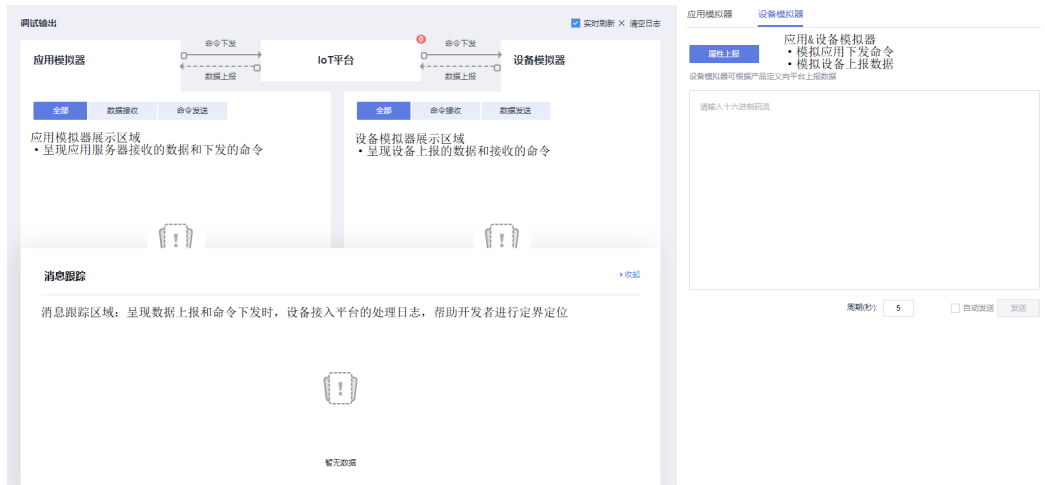 调试输出
实时刷新 × 清空日志
应用模拟器
命令下发
数据上报
IoT平台
0
命令下发
数据上报
设备模拟器
全部 数据接收 命令发送
应用模拟器展示区域
• 呈现应用服务器接收的数据和下发的命令
全部 命令接收 数据发送
设备模拟器展示区域
• 呈现设备上报的数据和接收的命令
消息跟踪
收起
消息跟踪区域：呈现数据上报和命令下发时，设备接入平台的处理日志，帮助开发者进行定界定位
暂无数据
应用模拟器 设备模拟器
属性上报
应用&设备模拟器
• 模拟应用下发命令
• 模拟设备上报数据
设备模拟器可根据产品定义向平台上报数据
请输入十六进制码流
周期(秒): 5 自动发送 发送